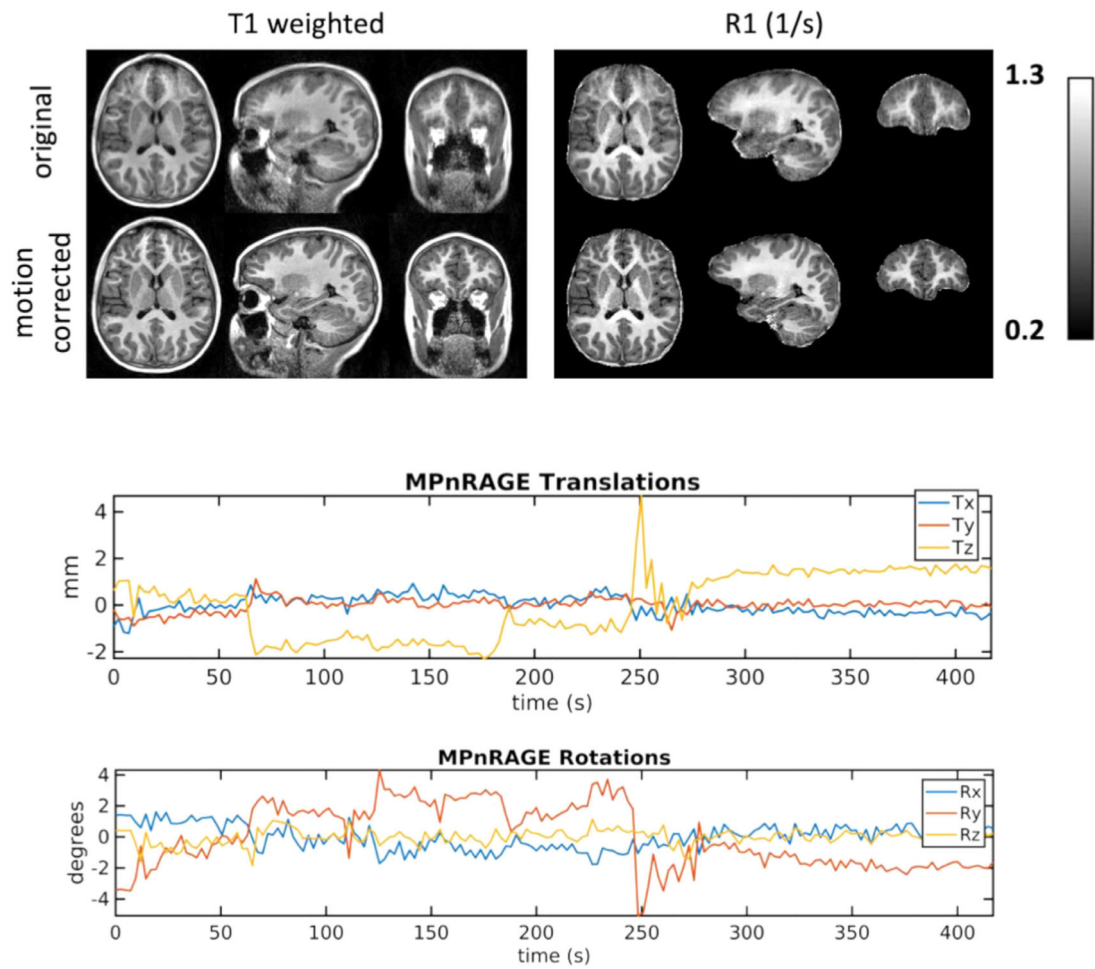 T1 weighted
R1 (1/s)
original
motion
corrected
1.3
0.2
MPnRAGE Translations
4
2
0
-2
mm
Tx
Ty
Tz
0 50 100 150 200 250 300 350 400
time (s)
MPnRAGE Rotations
4
2
0
-2
-4
degrees
Rx
Ry
Rz
0 50 100 150 200 250 300 350 400
time (s)